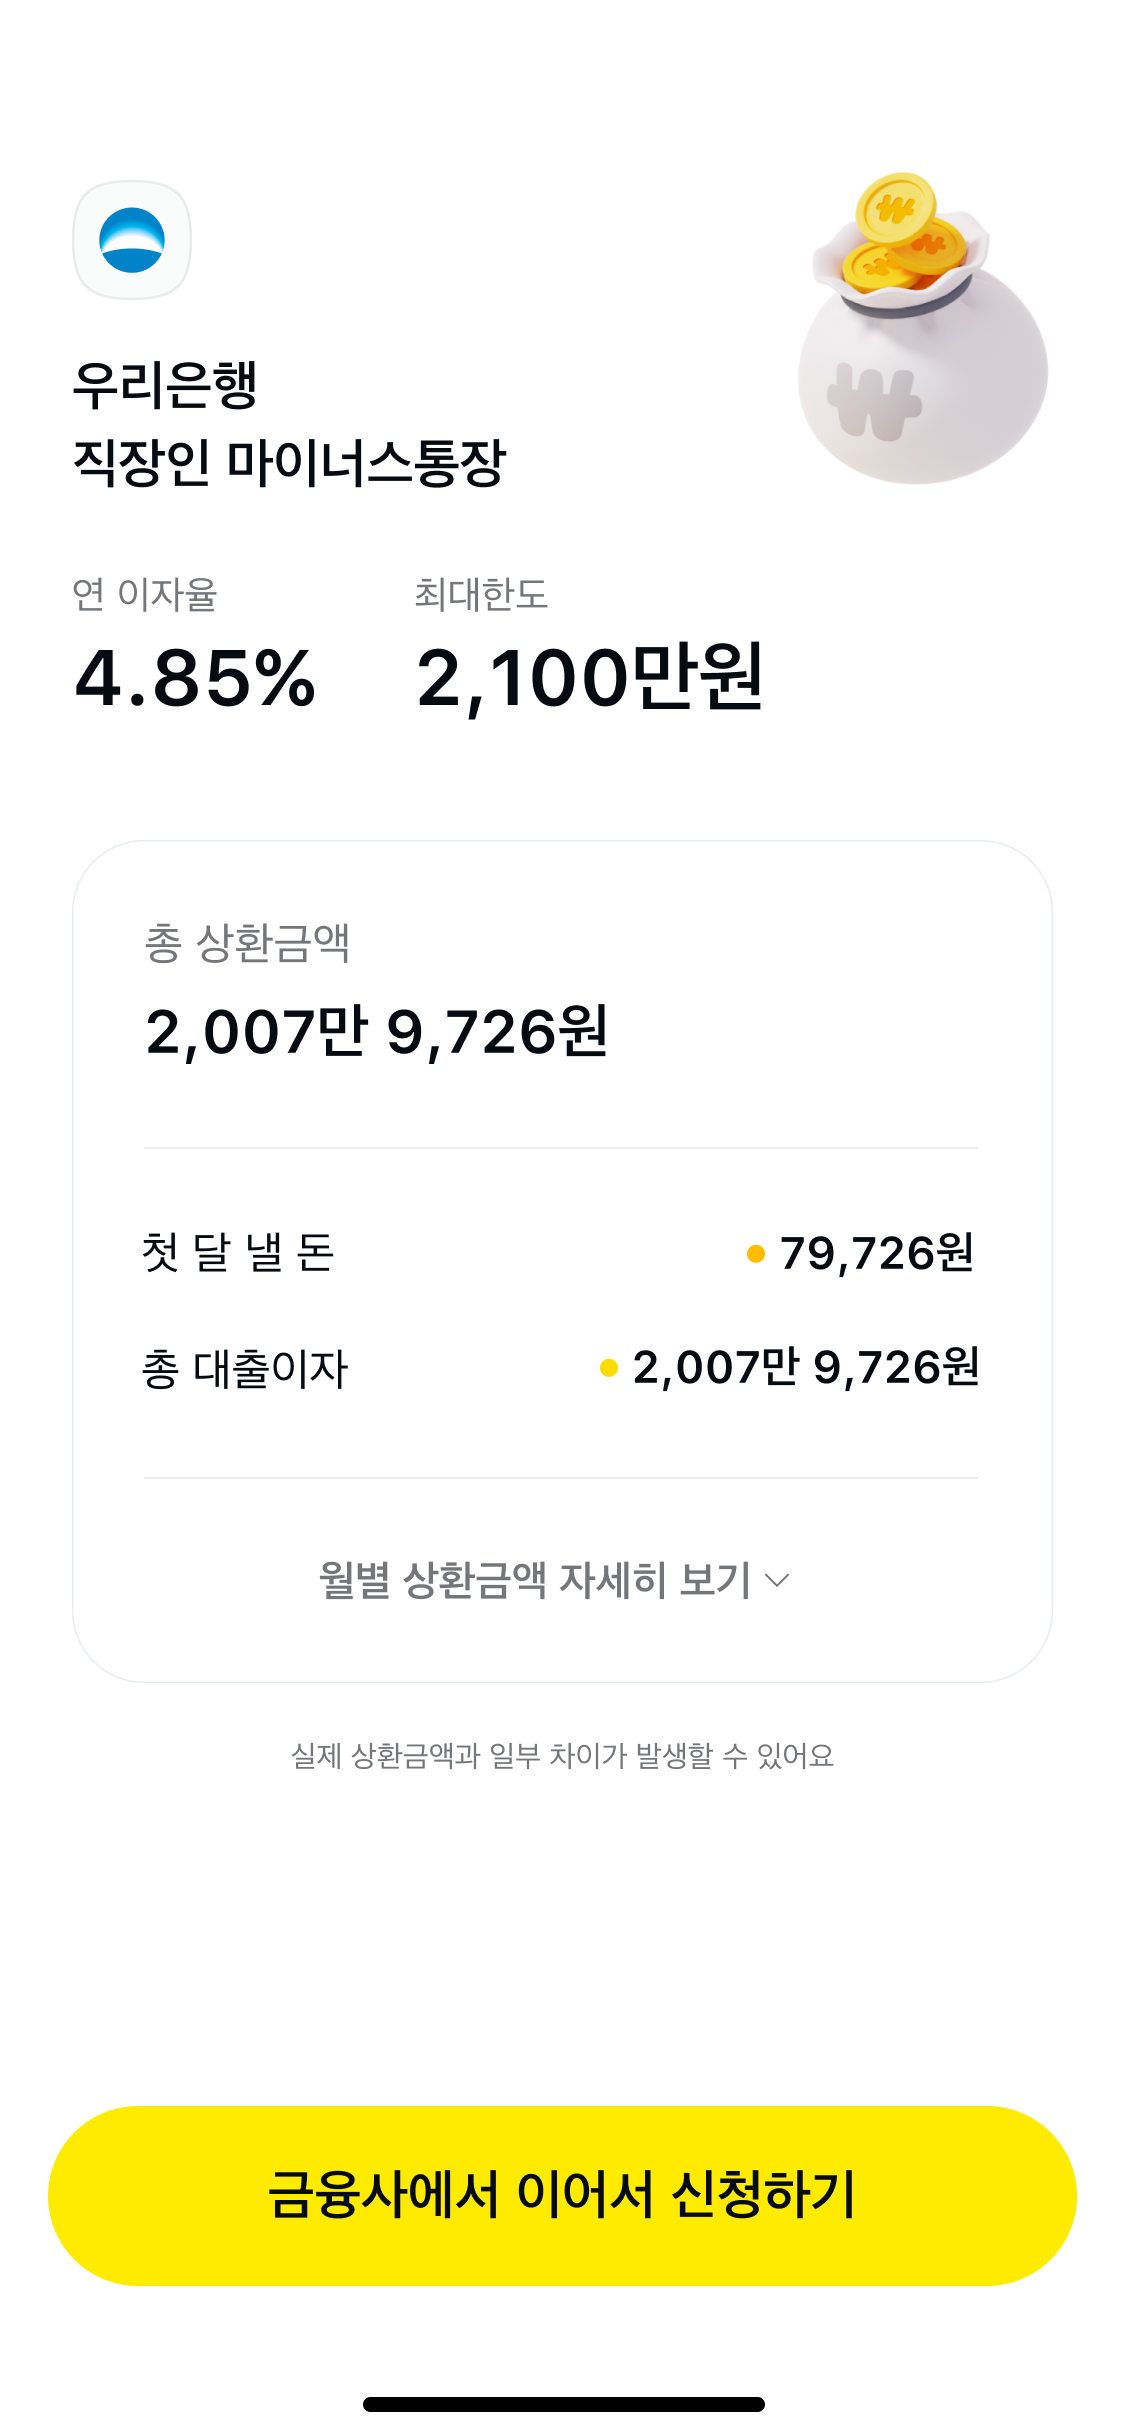 우리은행
직장인 마이너스통장
연 이자율
최대한도
4.85%
2,100만원
총 상환금액
2,007만 9,726원
첫 달 낼 돈
79,726원
총 대출이자
2,007만 9,726원
월별 상환금액 자세히 보기
실제 상환금액과 일부 차이가 발생할 수 있어요
금융사에서 이어서 신청하기